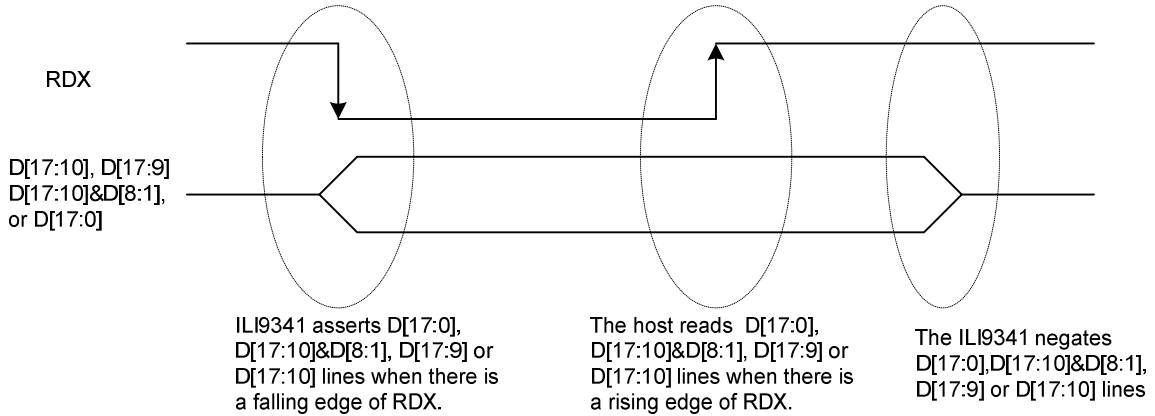 RDX
D[17:10], D[17:9]
D[17:10]&D[8:1],
or D[17:0]
ILI9341 asserts D[17:0],
D[17:10]&D[8:1], D[17:9] or
D[17:10] lines when there is
a falling edge of RDX.
The host reads D[17:0],
D[17:10]&D[8:1], D[17:9] or
D[17:10] lines when there is
a rising edge of RDX.
The ILI9341 negates
D[17:0],D[17:10]&D[8:1],
D[17:9] or D[17:10] lines